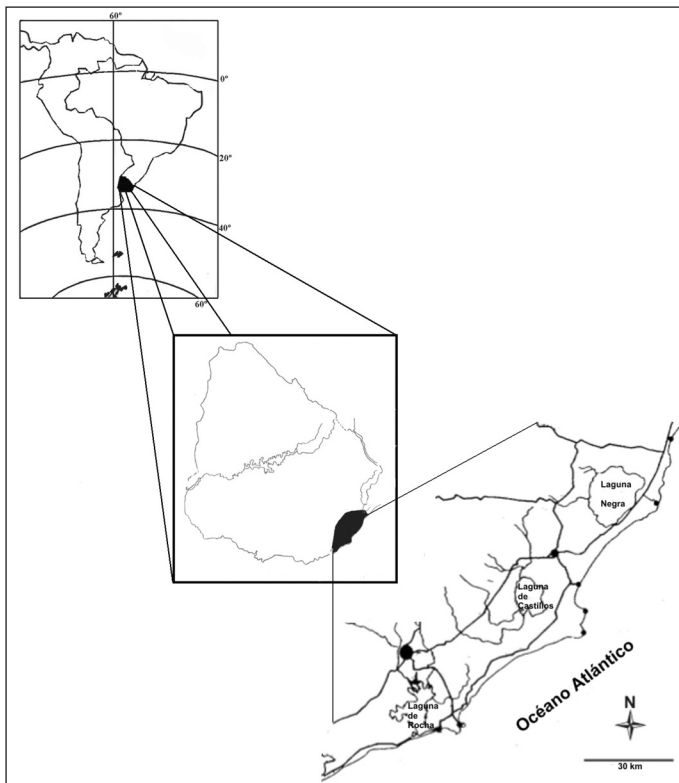 60°
0°
20°
40°
60°
Laguna
Negra
Laguna
de
Castillos
Laguna
de
Rocha
Océano Atlántico
N
30 km